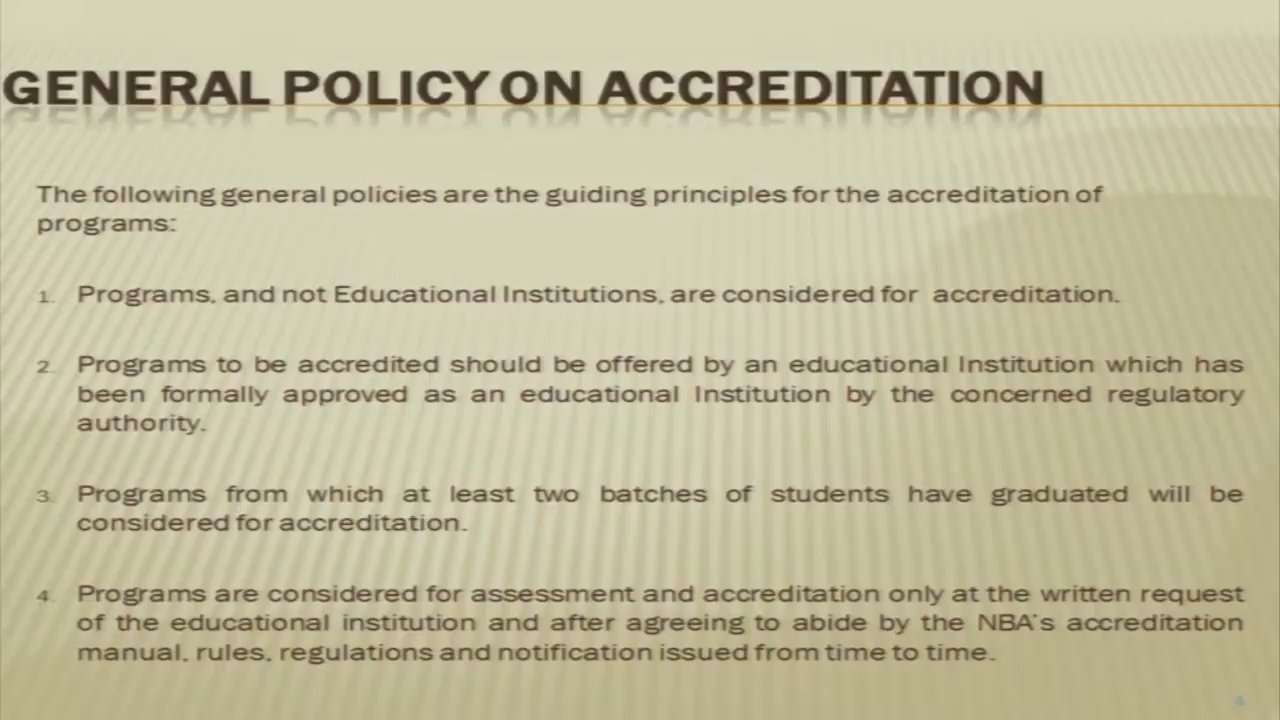 GENERAL POLICY ON ACCREDITATION
The following general policies are the guiding principles for the accreditation of
programs:
1. Programs, and not Educational Institutions, are considered for accreditation.
2. Programs to be accredited should be offered by an educational Institution which has
been formally approved as an educational Institution by the concerned regulatory
authority.
3. Programs from which at least two batches of students have graduated will be
considered for accreditation.
4. Programs are considered for assessment and accreditation only at the written request
of the educational institution and after agreeing to abide by the NBA's accreditation
manual, rules, regulations and notification issued from time to time.
4